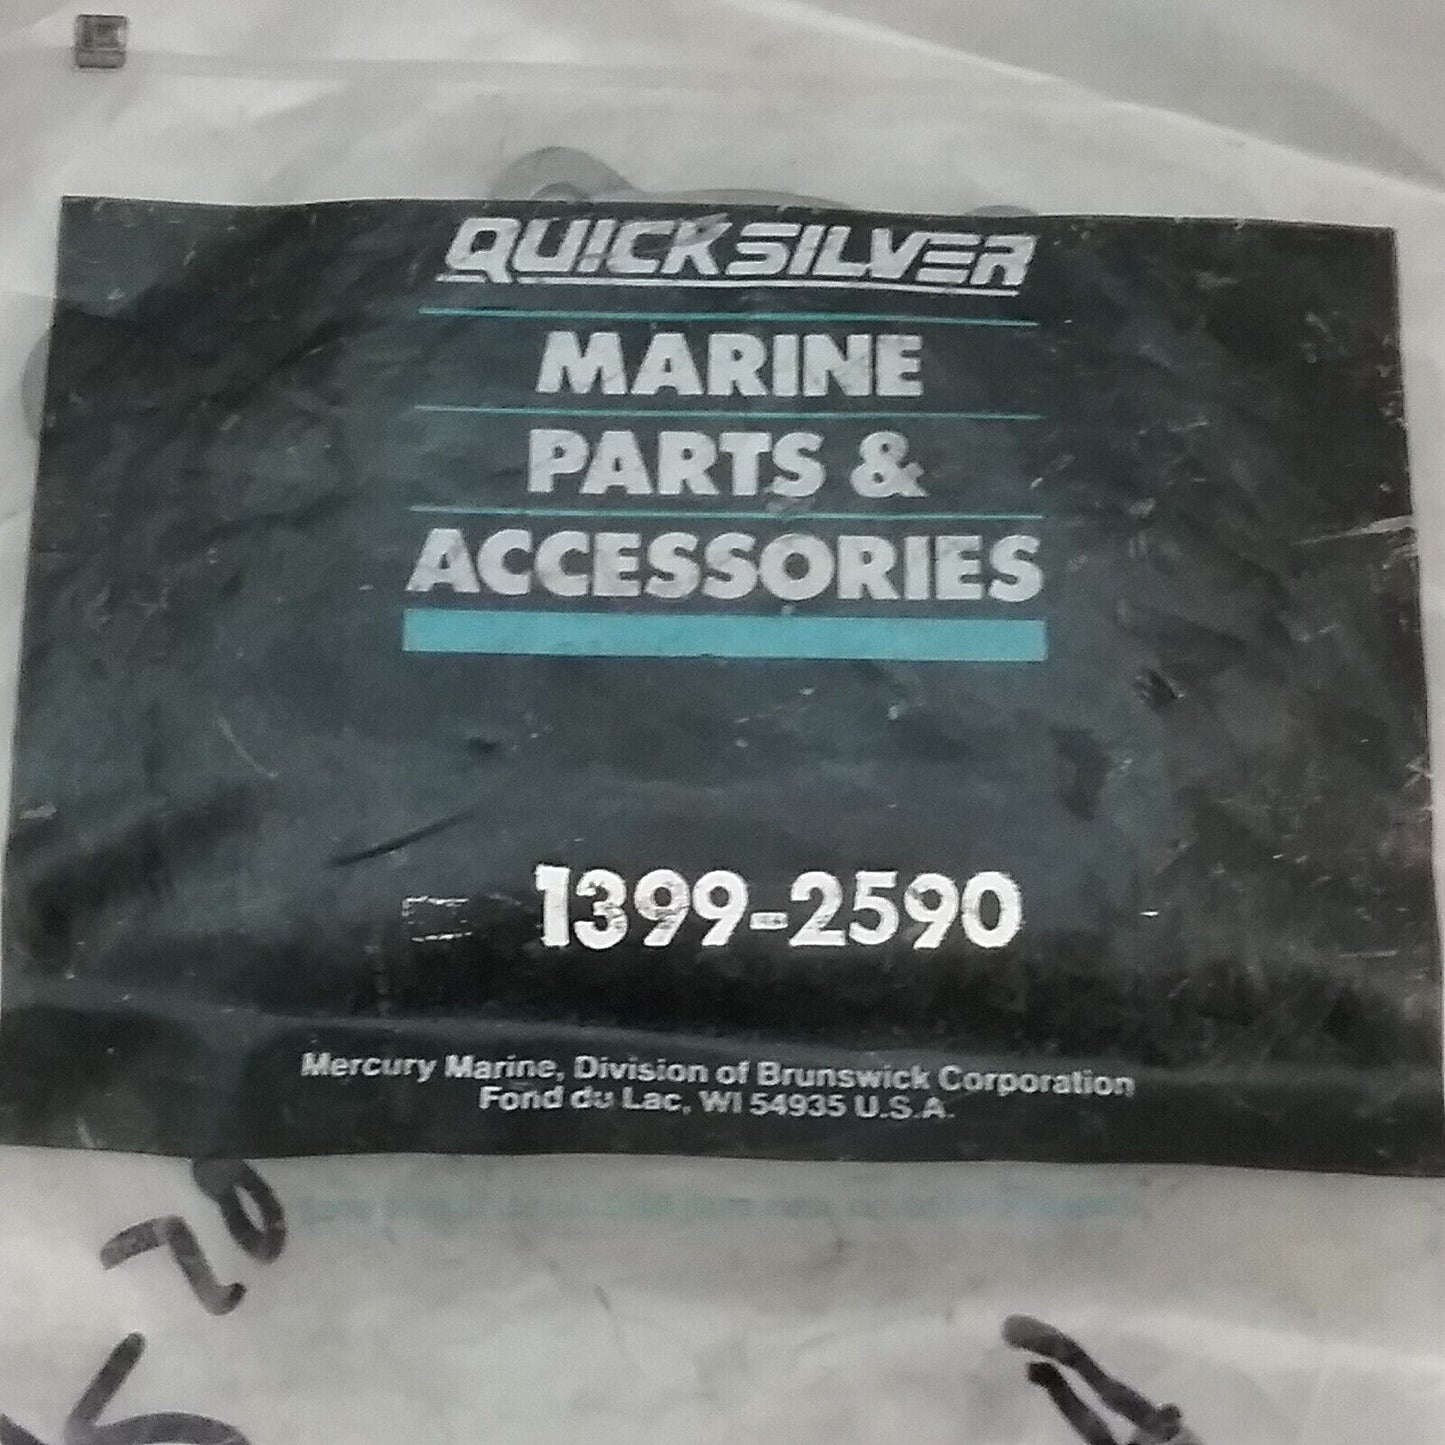 QUICKSILVER
MARINE
PARTS &
ACCESSORIES
1399-2590
Mercury Marine, Division of Brunswick Corporation
Fond du Lac, WI 54935 U.S.A.